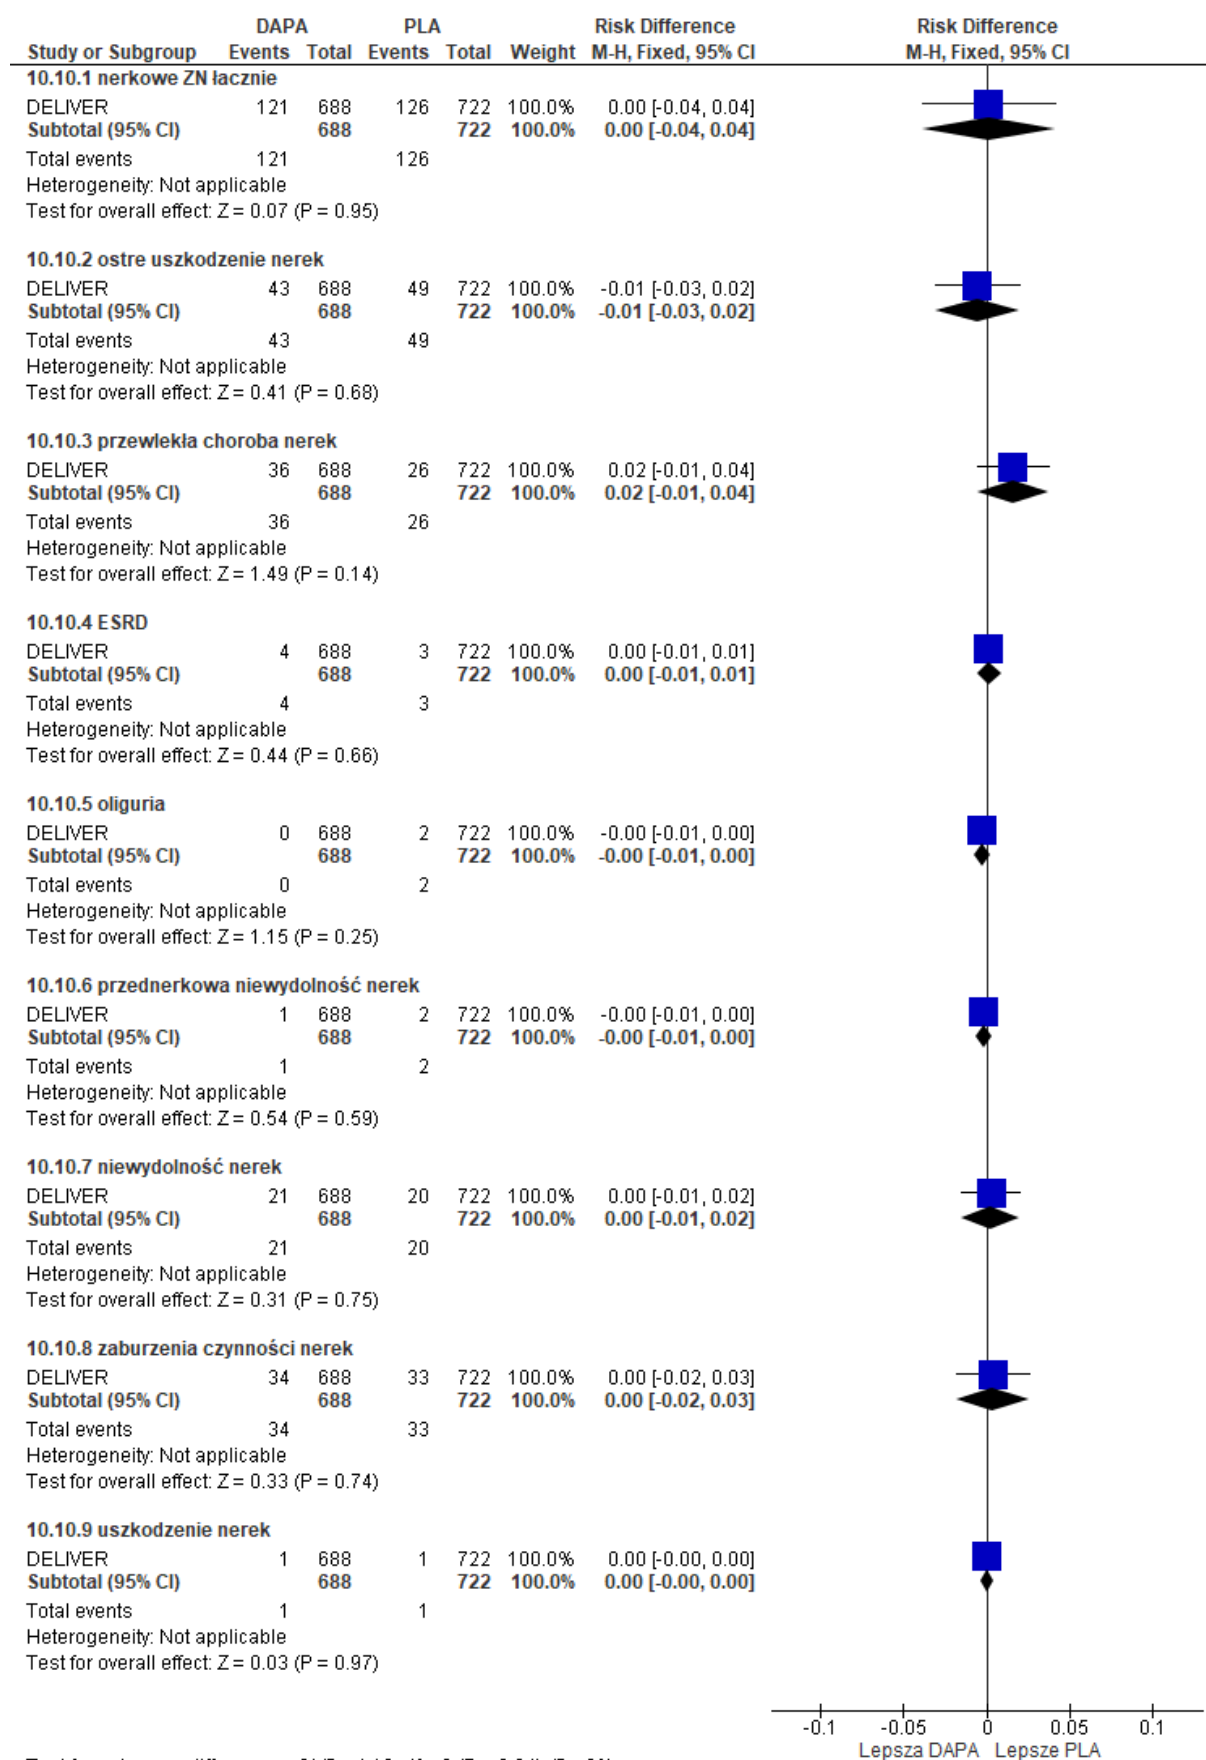 DAPA PLA Risk Difference Risk Difference
Study or Subgroup Events Total Events Total Weight M-H, Fixed, 95% CI M-H, Fixed, 95% CI
10.10.1 nerkowe ZN łacznie
DELIVER 121 688 126 722 100.0% 0.00 [-0.04, 0.04]
Subtotal (95% CI) 688 722 100.0% 0.00 [-0.04, 0.04]
Total events 121 126
Heterogeneity: Not applicable
Test for overall effect: Z = 0.07 (P = 0.95)
10.10.2 ostre uszkodzenie nerek
DELIVER 43 688 49 722 100.0% -0.01 [-0.03, 0.02]
Subtotal (95% CI) 688 722 100.0% -0.01 [-0.03, 0.02]
Total events 43 49
Heterogeneity: Not applicable
Test for overall effect: Z = 0.41 (P = 0.68)
10.10.3 przewlekła choroba nerek
DELIVER 36 688 26 722 100.0% 0.02 [-0.01, 0.04]
Subtotal (95% CI) 688 722 100.0% 0.02 [-0.01, 0.04]
Total events 36 26
Heterogeneity: Not applicable
Test for overall effect: Z = 1.49 (P = 0.14)
10.10.4 ESRD
DELIVER 4 688 3 722 100.0% 0.00 [-0.01, 0.01]
Subtotal (95% CI) 688 722 100.0% 0.00 [-0.01, 0.01]
Total events 4 3
Heterogeneity: Not applicable
Test for overall effect: Z = 0.44 (P = 0.66)
10.10.5 oliguria
DELIVER 0 688 2 722 100.0% -0.00 [-0.01, 0.00]
Subtotal (95% CI) 688 722 100.0% -0.00 [-0.01, 0.00]
Total events 0 2
Heterogeneity: Not applicable
Test for overall effect: Z = 1.15 (P = 0.25)
10.10.6 przednerkowa niewydolność nerek
DELIVER 1 688 2 722 100.0% -0.00 [-0.01, 0.00]
Subtotal (95% CI) 688 722 100.0% -0.00 [-0.01, 0.00]
Total events 1 2
Heterogeneity: Not applicable
Test for overall effect: Z = 0.54 (P = 0.59)
10.10.7 niewydolność nerek
DELIVER 21 688 20 722 100.0% 0.00 [-0.01, 0.02]
Subtotal (95% CI) 688 722 100.0% 0.00 [-0.01, 0.02]
Total events 21 20
Heterogeneity: Not applicable
Test for overall effect: Z = 0.31 (P = 0.75)
10.10.8 zaburzenia czynności nerek
DELIVER 34 688 33 722 100.0% 0.00 [-0.02, 0.03]
Subtotal (95% CI) 688 722 100.0% 0.00 [-0.02, 0.03]
Total events 34 33
Heterogeneity: Not applicable
Test for overall effect: Z = 0.33 (P = 0.74)
10.10.9 uszkodzenie nerek
DELIVER 1 688 1 722 100.0% 0.00 [-0.00, 0.00]
Subtotal (95% CI) 688 722 100.0% 0.00 [-0.00, 0.00]
Total events 1 1
Heterogeneity: Not applicable
Test for overall effect: Z = 0.03 (P = 0.97)
-0.1 -0.05 0 0.05 0.1
Lepsza DAPA Lepsze PLA